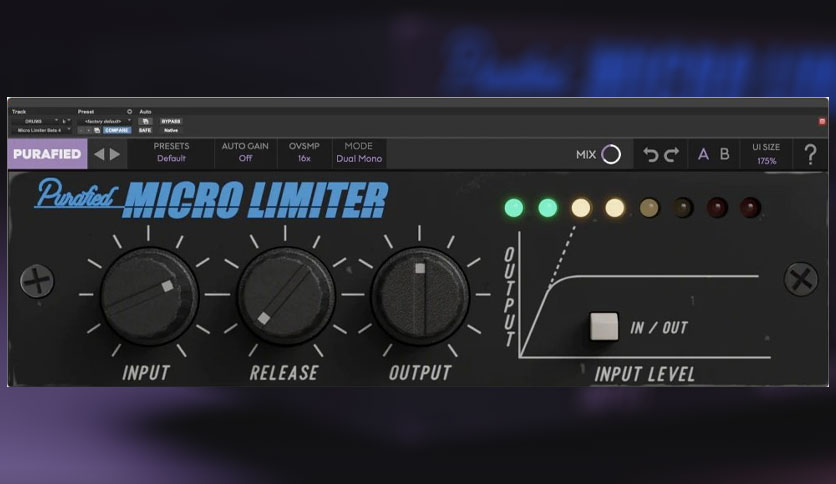 Track Preset Auto
DRUMS <factory default> BYPASS
Micro Limiter Beta 4 COMPARE SAFE Native
PURAFIED
PRESETS AUTO GAIN OVSMP MODE
Default Off 16x Dual Mono
MIX A B UI SIZE ?
175%
Purafied MICRO LIMITER
OUTPUT
IN / OUT
INPUT RELEASE OUTPUT INPUT LEVEL